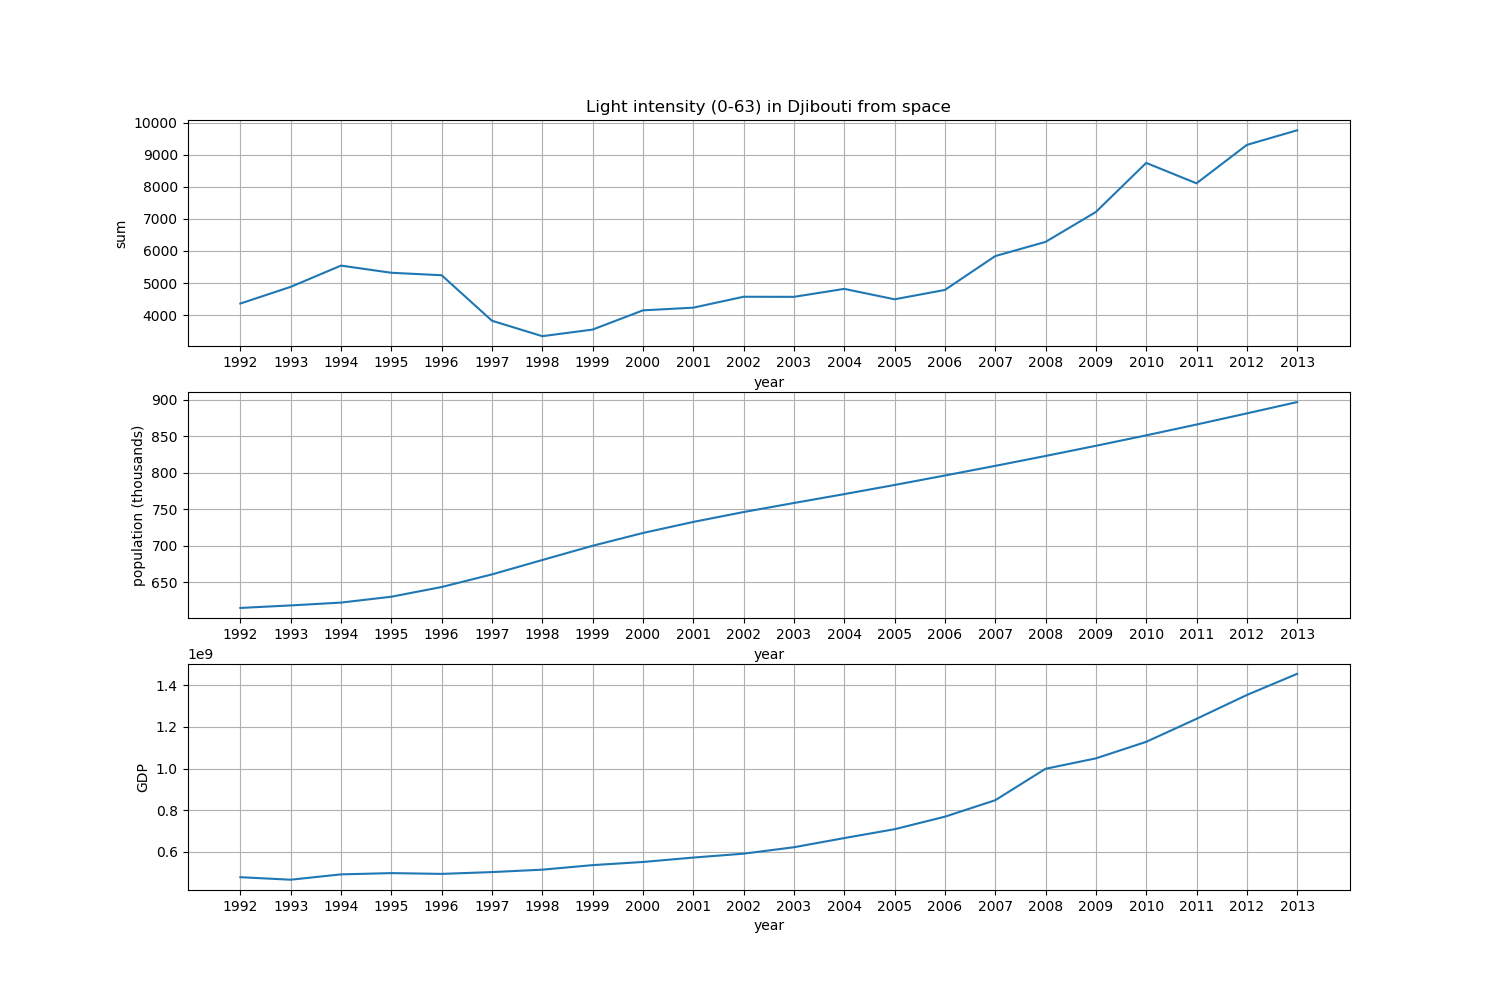 Light intensity (0-63) in Djibouti from space
10000
9000
8000
7000
6000
5000
4000
sum
1992 1993 1994 1995 1996 1997 1998 1999 2000 2001 2002 2003 2004 2005 2006 2007 2008 2009 2010 2011 2012 2013
year
900
850
800
750
700
650
population (thousands)
1992 1993 1994 1995 1996 1997 1998 1999 2000 2001 2002 2003 2004 2005 2006 2007 2008 2009 2010 2011 2012 2013
year
1e9
1.4
1.2
1.0
0.8
0.6
GDP
1992 1993 1994 1995 1996 1997 1998 1999 2000 2001 2002 2003 2004 2005 2006 2007 2008 2009 2010 2011 2012 2013
year